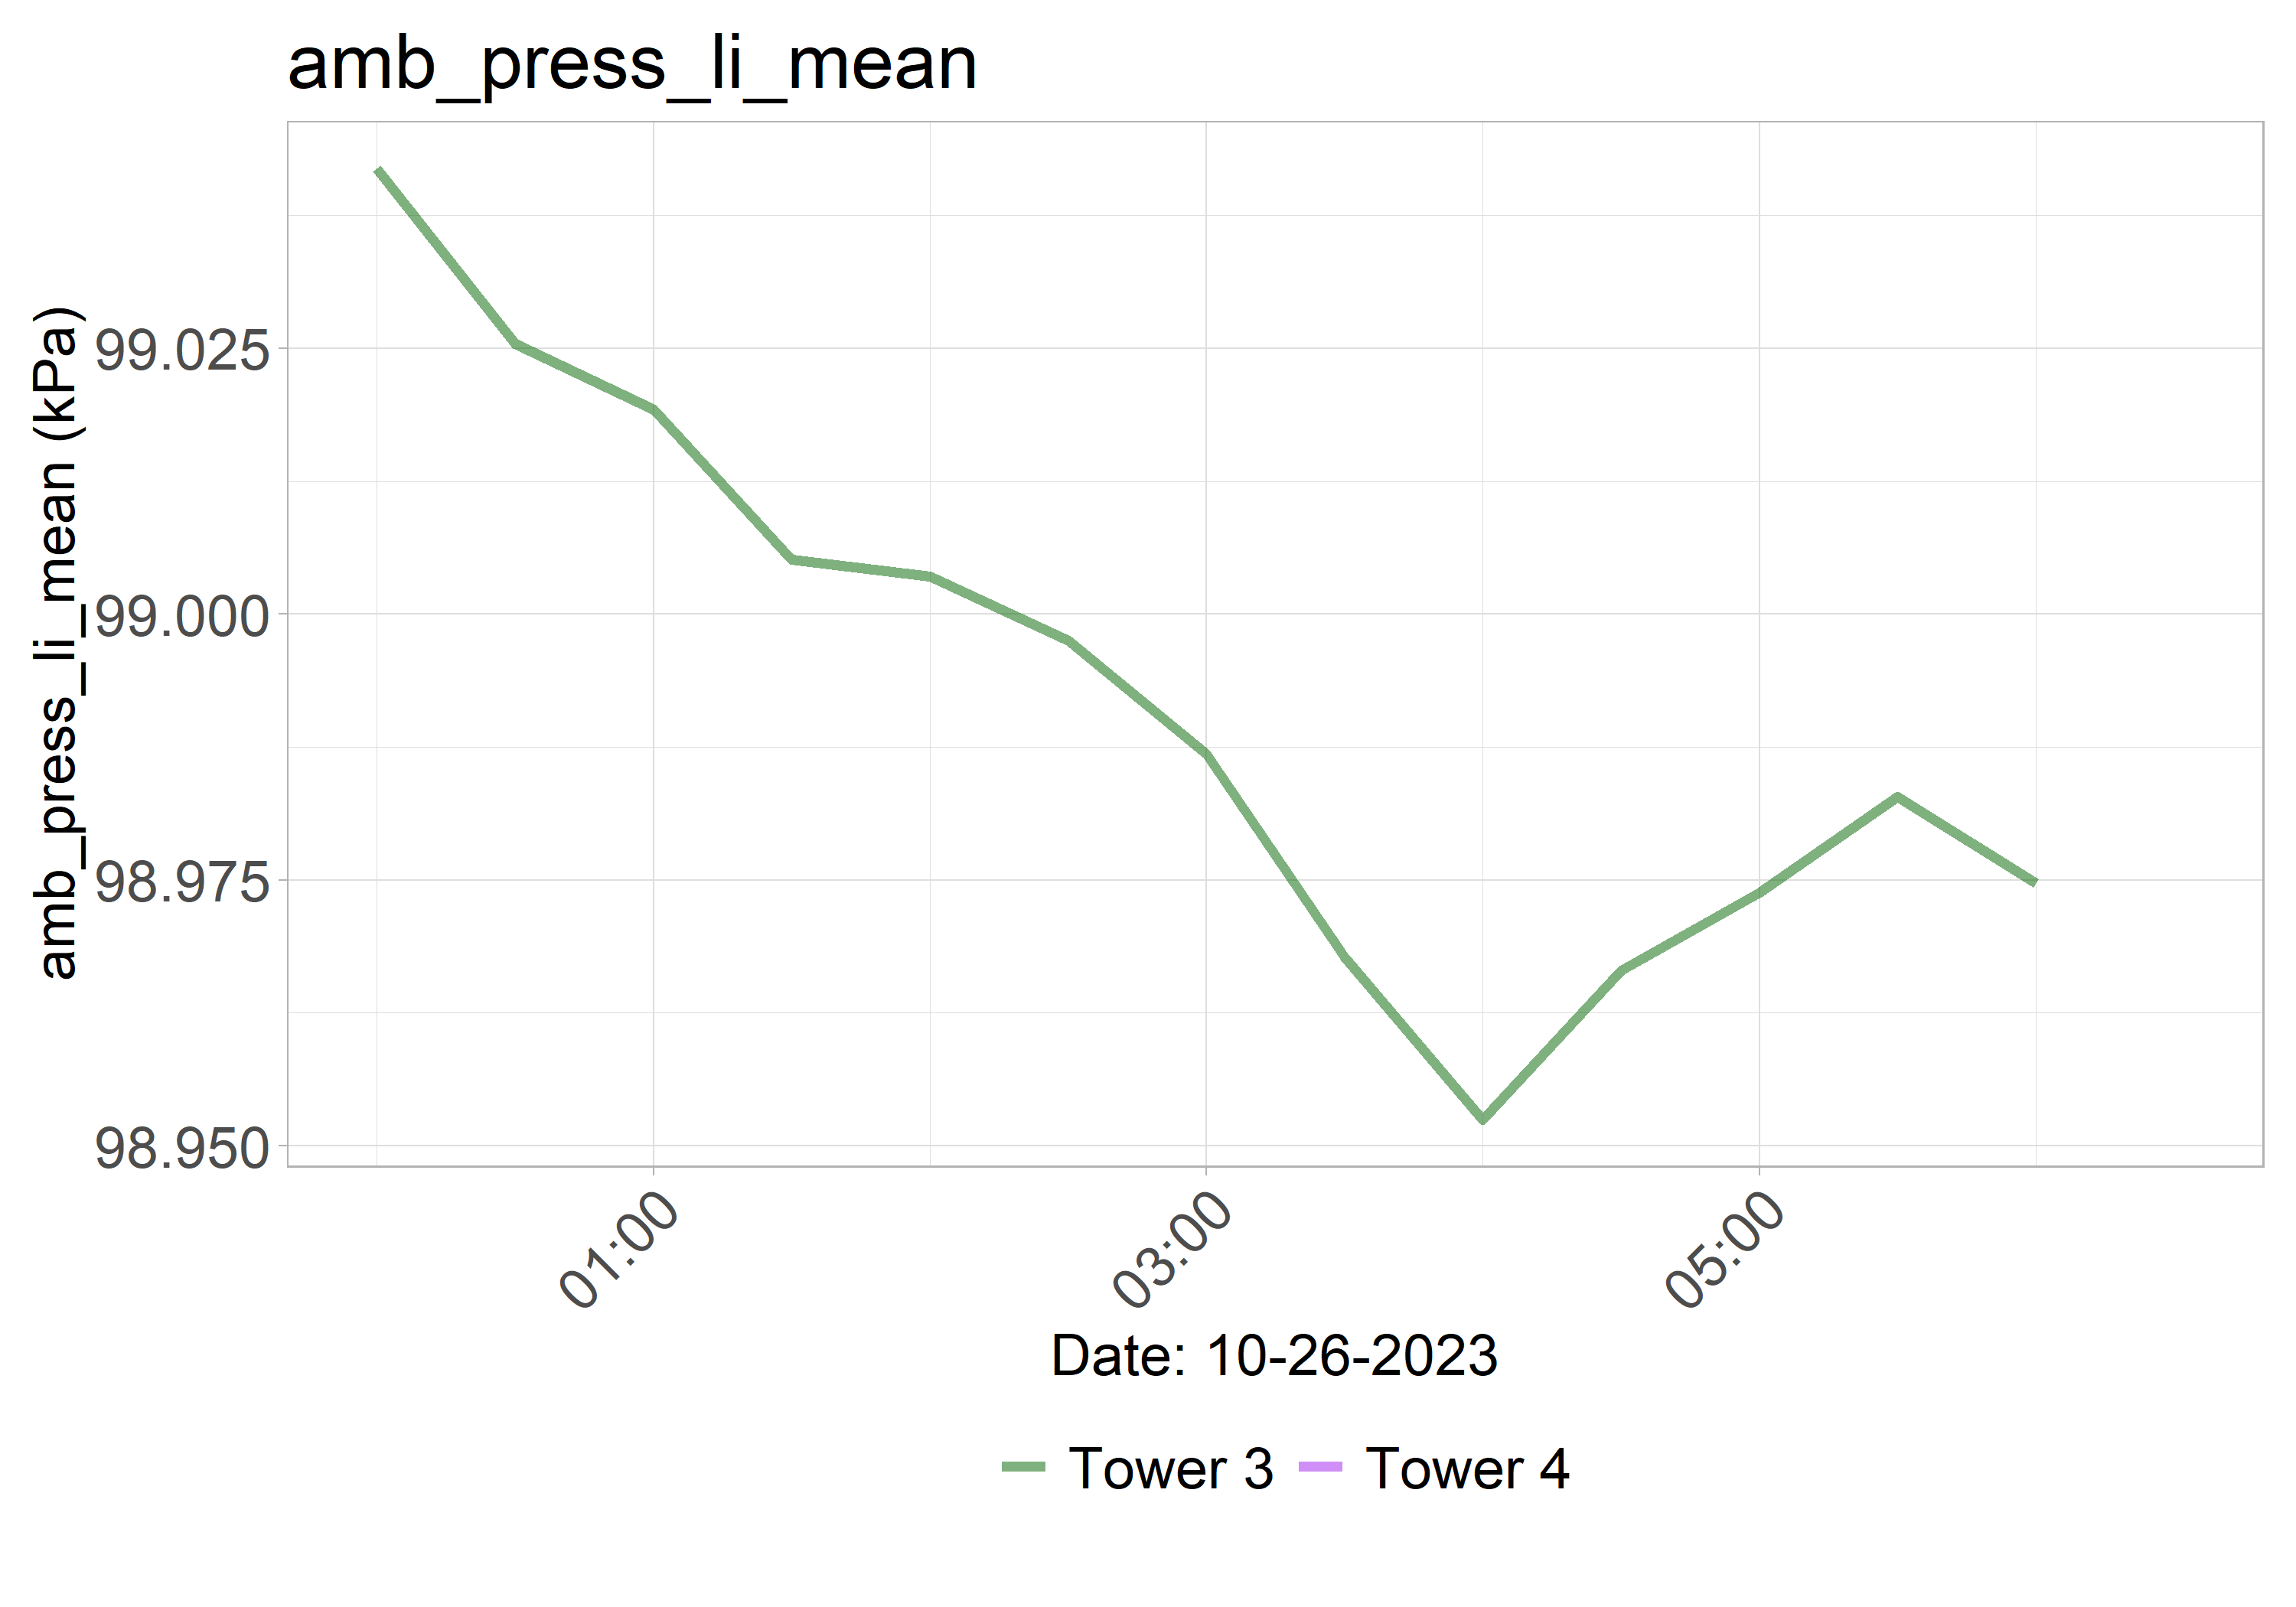 amb_press_li_mean
amb_press_li_mean (kPa)
99.025
99.000
98.975
98.950
01:00
03:00
05:00
Date: 10-26-2023
Tower 3
Tower 4